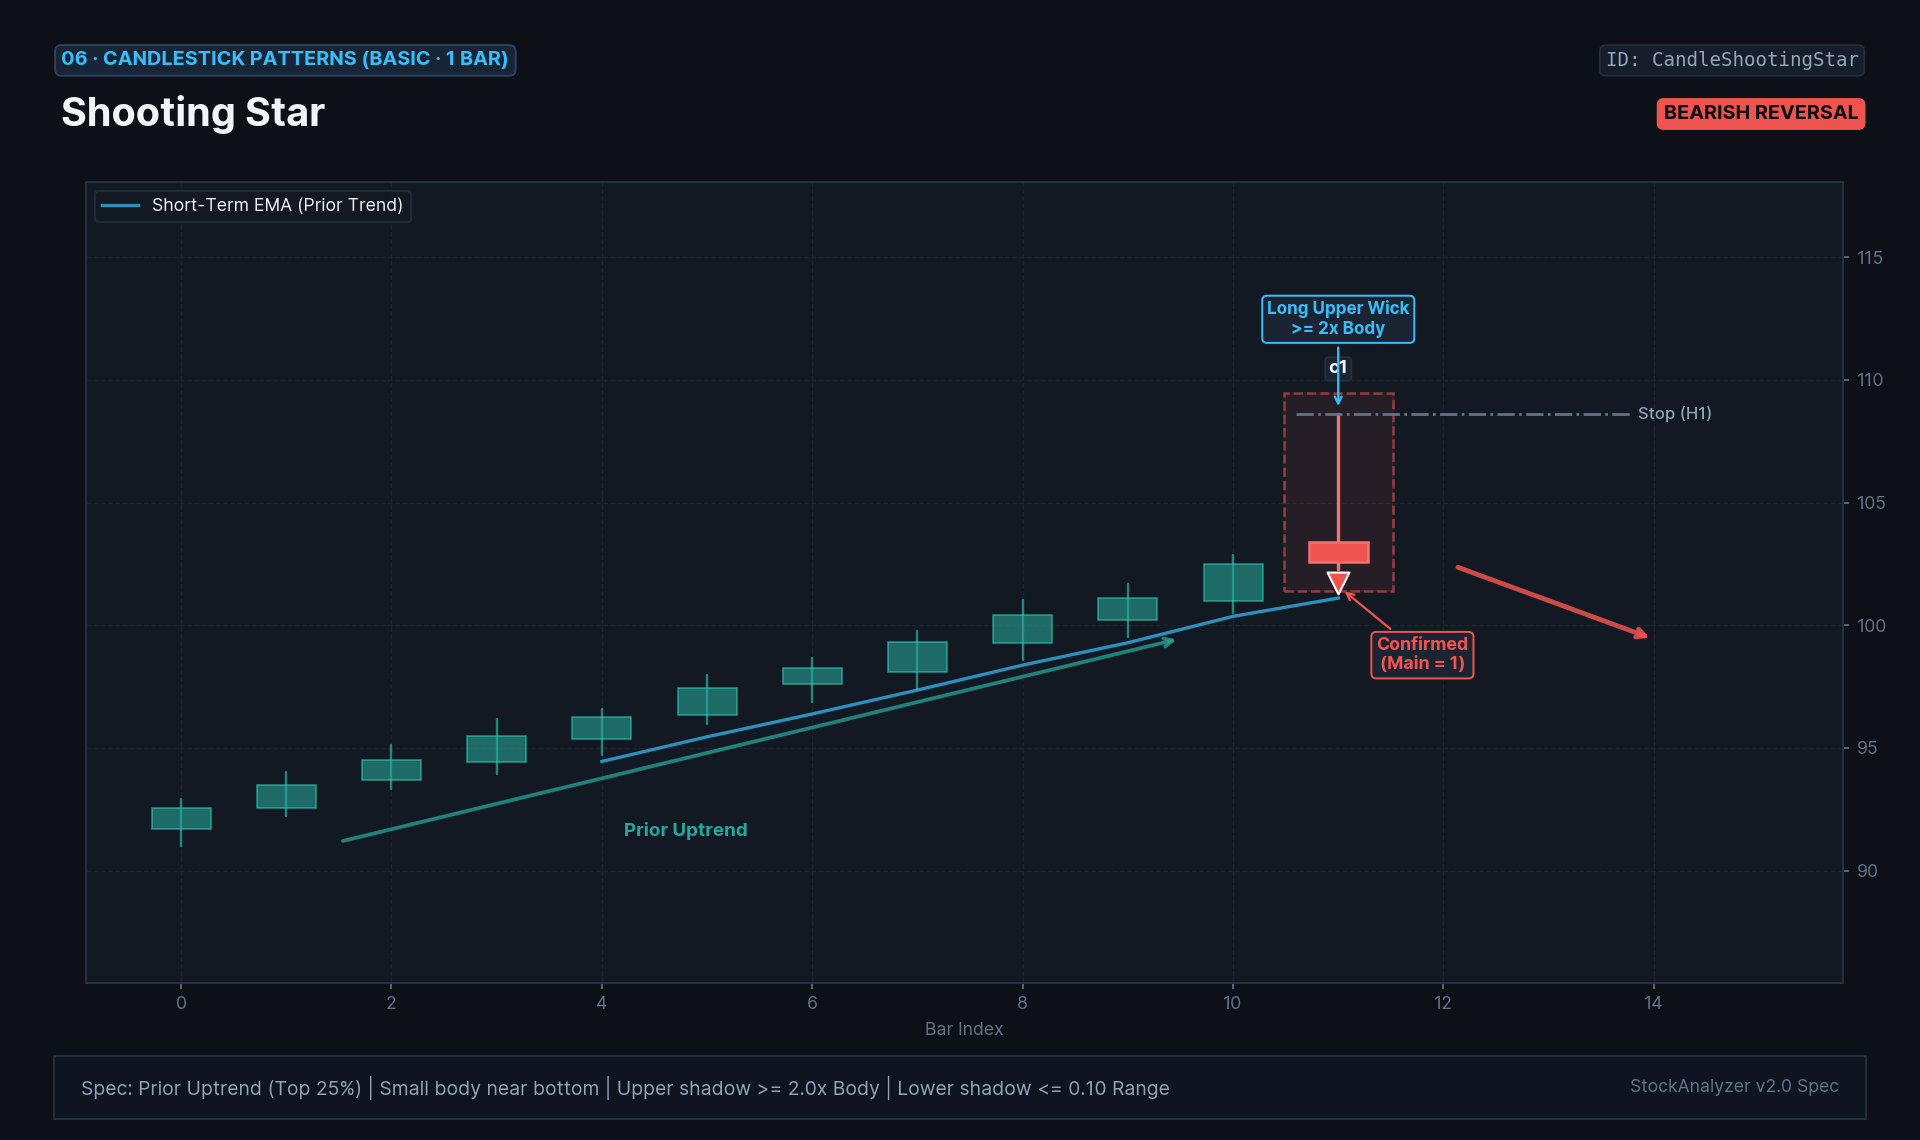 06 · CANDLESTICK PATTERNS (BASIC · 1 BAR)
ID: CandleShootingStar
Shooting Star
BEARISH REVERSAL
Short-Term EMA (Prior Trend)
115
Long Upper Wick
>= 2x Body
c1
110
Stop (H1)
105
100
Confirmed
(Main = 1)
95
Prior Uptrend
90
0 2 4 6 8 10 12 14
Bar Index
Spec: Prior Uptrend (Top 25%) | Small body near bottom | Upper shadow >= 2.0x Body | Lower shadow <= 0.10 Range
StockAnalyzer v2.0 Spec